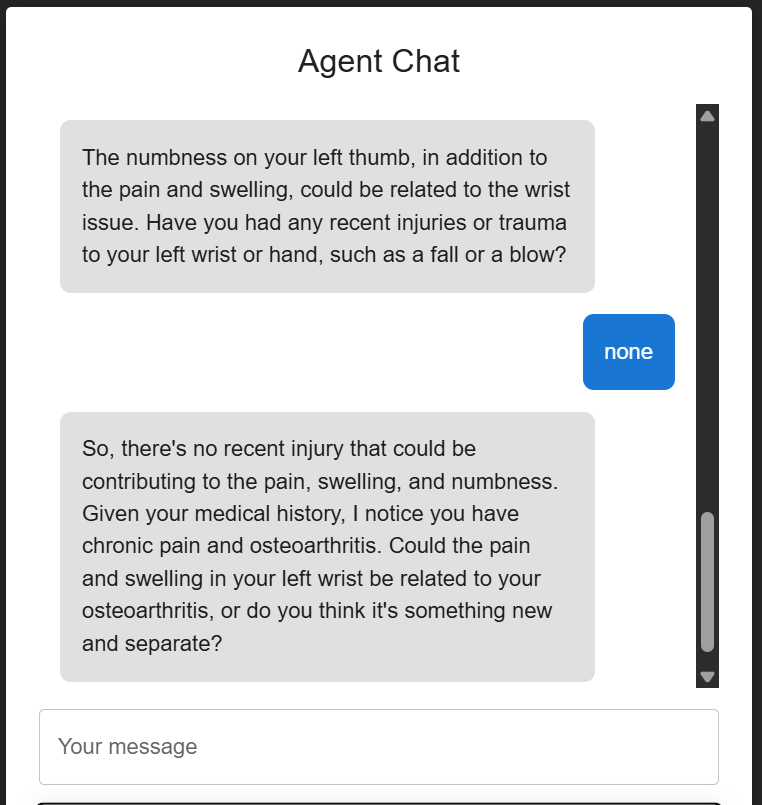 Agent Chat
The numbness on your left thumb, in addition to
the pain and swelling, could be related to the wrist
issue. Have you had any recent injuries or trauma
to your left wrist or hand, such as a fall or a blow?
none
So, there's no recent injury that could be
contributing to the pain, swelling, and numbness.
Given your medical history, I notice you have
chronic pain and osteoarthritis. Could the pain
and swelling in your left wrist be related to your
osteoarthritis, or do you think it's something new
and separate?
Your message